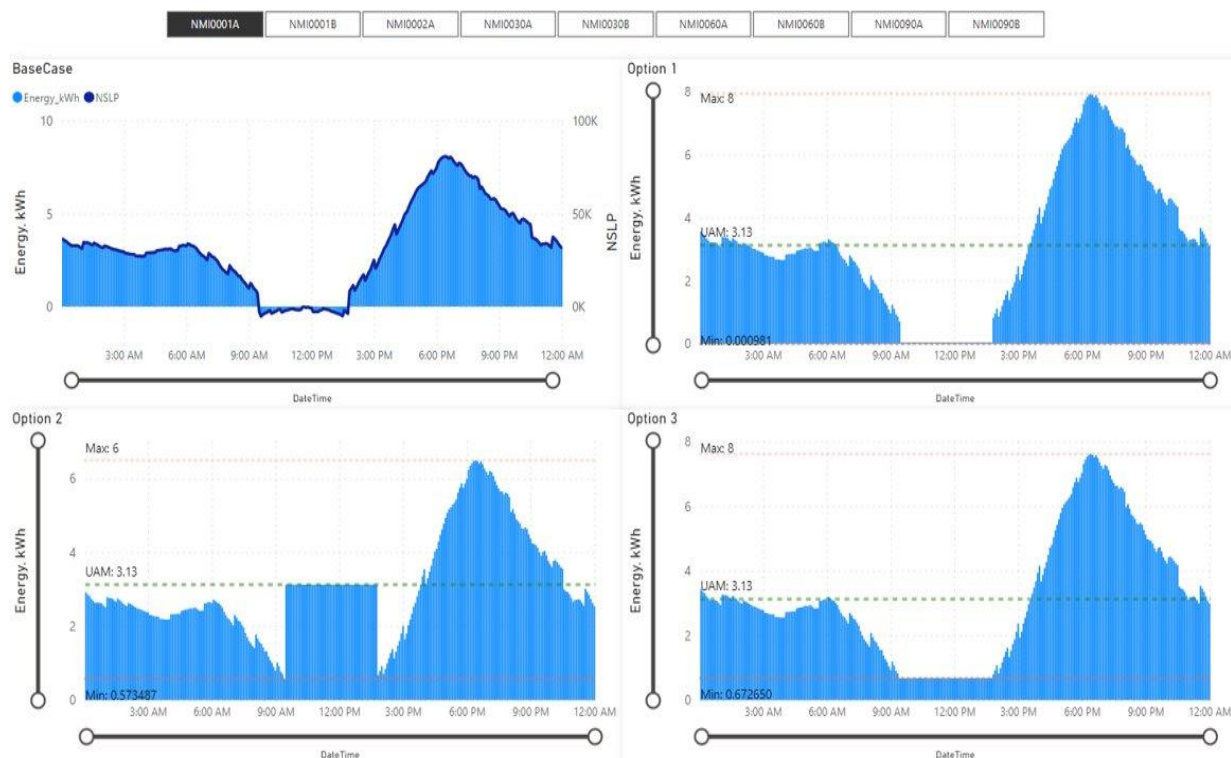 NMI0001A NMI0001B NMI0002A NMI0030A NMI0030B NMI0060A NMI0060B NMI0090A NMI0090B
BaseCase
Energy_kWh NSLP
10 100K
5 50K
0 0K
Energy. kWh
NSLP
3:00 AM 6:00 AM 9:00 AM 12:00 PM 3:00 PM 6:00 PM 9:00 PM 12:00 AM
DateTime
Option 1
8
Max: 8
6
4
UAM: 3.13
2
Min: 0.000981
0
Energy. kWh
3:00 AM 6:00 AM 9:00 AM 12:00 PM 3:00 PM 6:00 PM 9:00 PM 12:00 AM
DateTime
Option 2
Max: 6
6
4
UAM: 3.13
2
Min: 0.573487
0
Energy. kWh
3:00 AM 6:00 AM 9:00 AM 12:00 PM 3:00 PM 6:00 PM 9:00 PM 12:00 AM
DateTime
Option 3
8
Max: 8
6
4
UAM: 3.13
2
Min: 0.672650
0
Energy. kWh
3:00 AM 6:00 AM 9:00 AM 12:00 PM 3:00 PM 6:00 PM 9:00 PM 12:00 AM
DateTime